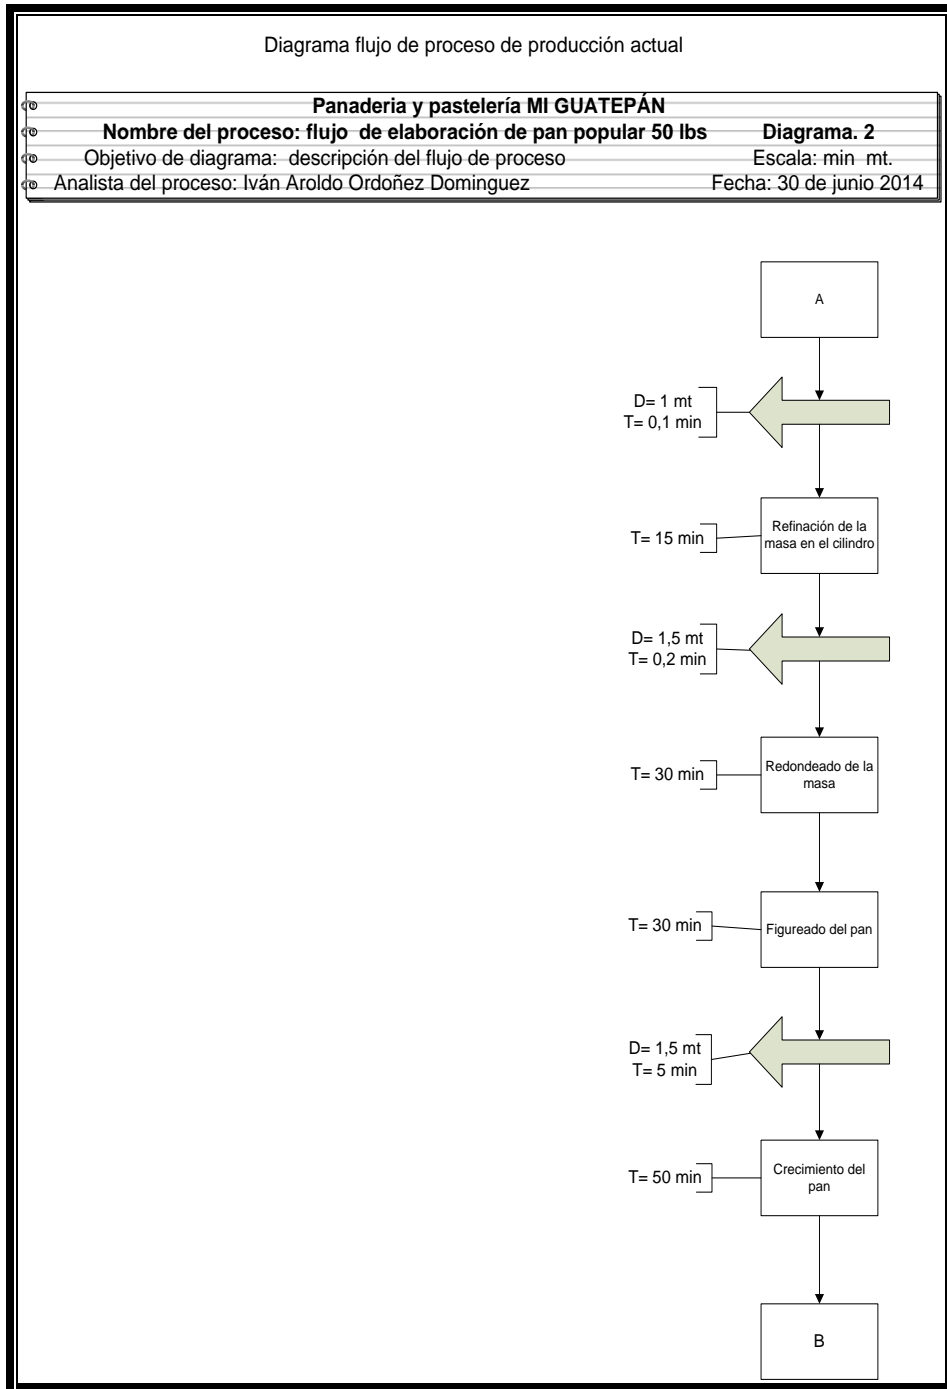 Diagrama flujo de proceso de producción actual
Panaderia y pastelería MI GUATEPÁN
Nombre del proceso: flujo de elaboración de pan popular 50 lbs Diagrama. 2
Objetivo de diagrama: descripción del flujo de proceso Escala: min mt.
Analista del proceso: Iván Aroldo Ordoñez Dominguez Fecha: 30 de junio 2014
A
D= 1 mt
T= 0,1 min
T= 15 min
Refinación de la
masa en el cilindro
D= 1,5 mt
T= 0,2 min
T= 30 min
Redondeado de la
masa
T= 30 min
Figureado del pan
D= 1,5 mt
T= 5 min
T= 50 min
Crecimiento del
pan
B